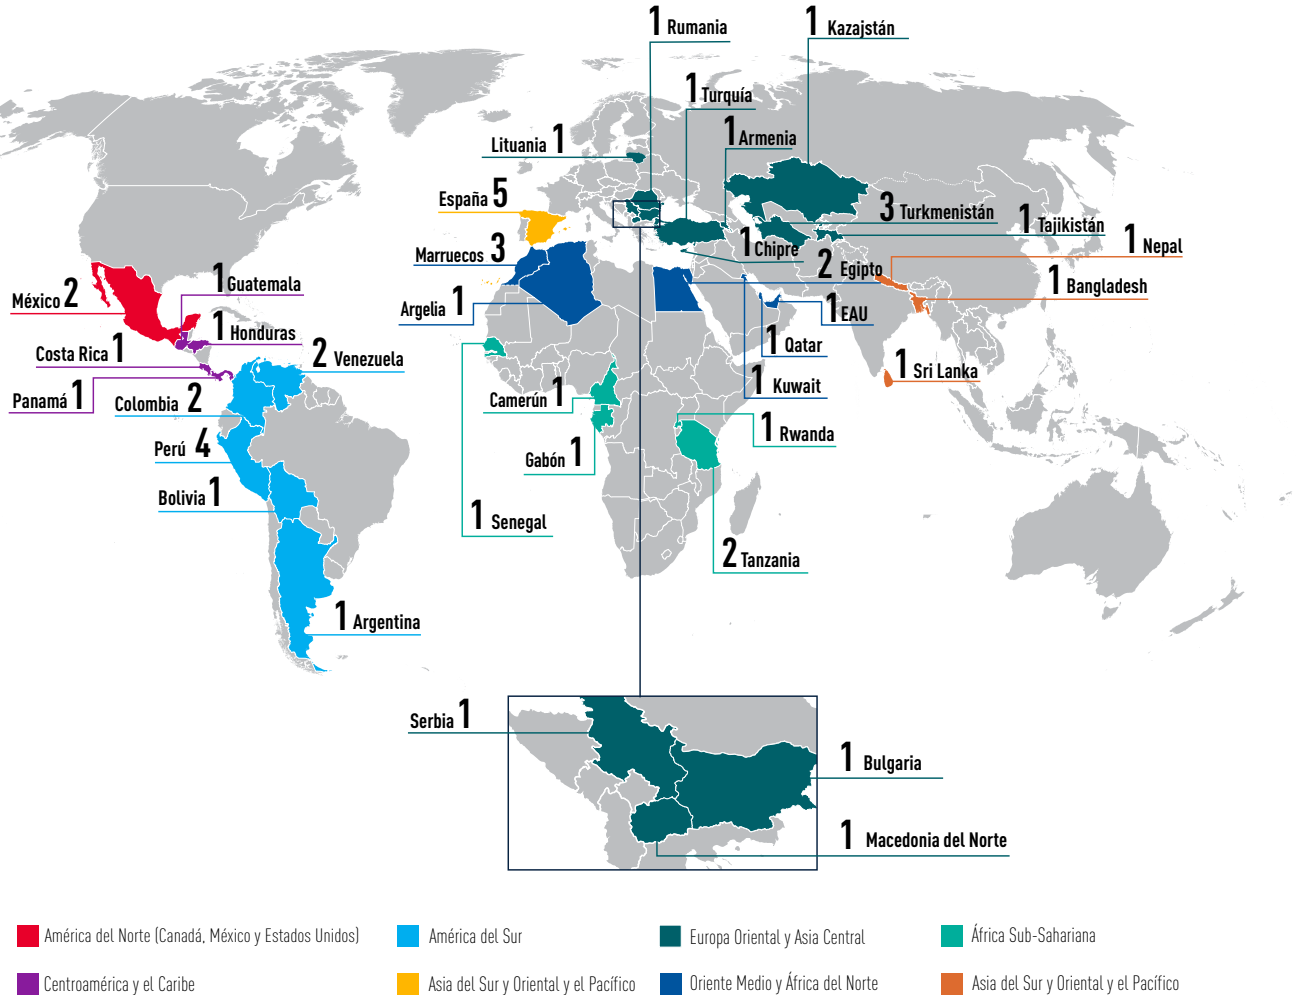 1 Rumania
1 Kazajstán
1 Turquía
1 Armenia
Lituania 1
España 5
3 Turkmenistán
1 Tajikistán
1 Nepal
Marruecos 3
1 Chipre
2 Egipto
1 Bangladesh
México 2
1 Guatemala
Argelia 1
1 EAU
1 Honduras
1 Qatar
Costa Rica 1
2 Venezuela
1 Sri Lanka
1 Kuwait
Panamá 1
Colombia 2
Camerún 1
1 Rwanda
Perú 4
Gabón 1
Bolivia 1
1 Senegal
2 Tanzania
1 Argentina
Serbia 1
1 Bulgaria
1 Macedonia del Norte
América del Norte (Canadá, México y Estados Unidos)
América del Sur
Europa Oriental y Asia Central
África Sub-Sahariana
Centroamérica y el Caribe
Asia del Sur y Oriental y el Pacífico
Oriente Medio y África del Norte
Asia del Sur y Oriental y el Pacífico